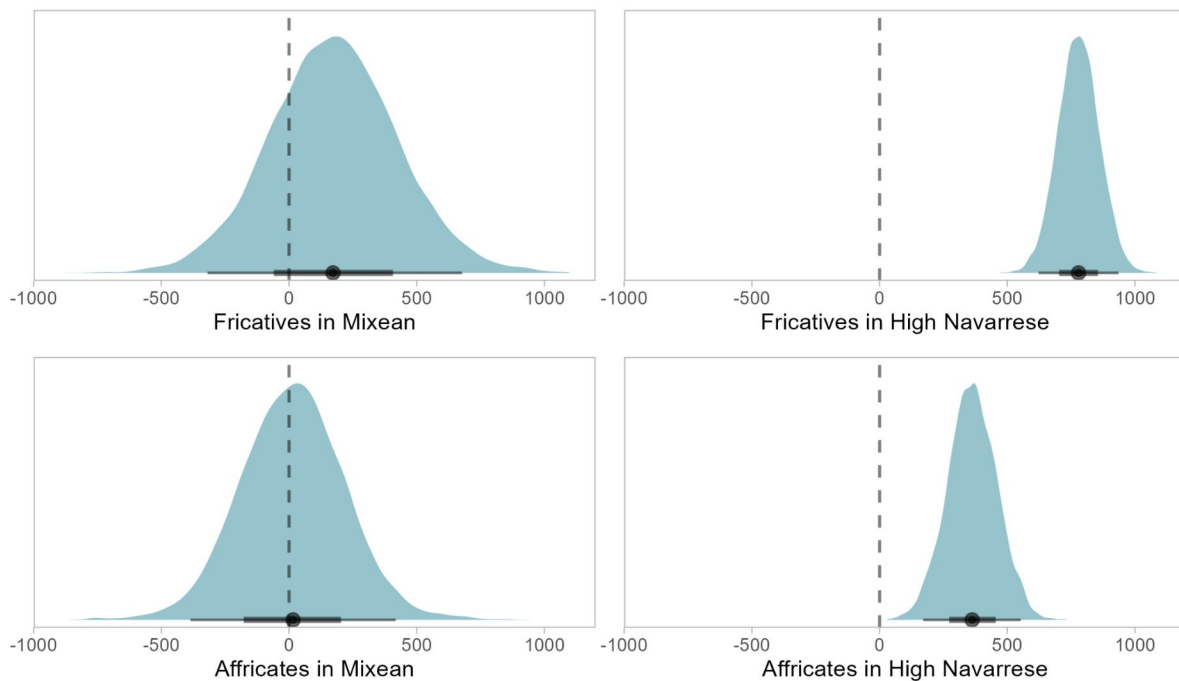 -1000 -500 0 500 1000
Fricatives in Mixean
-1000 -500 0 500 1000
Fricatives in High Navarrese
-1000 -500 0 500 1000
Affricates in Mixean
-1000 -500 0 500 1000
Affricates in High Navarrese